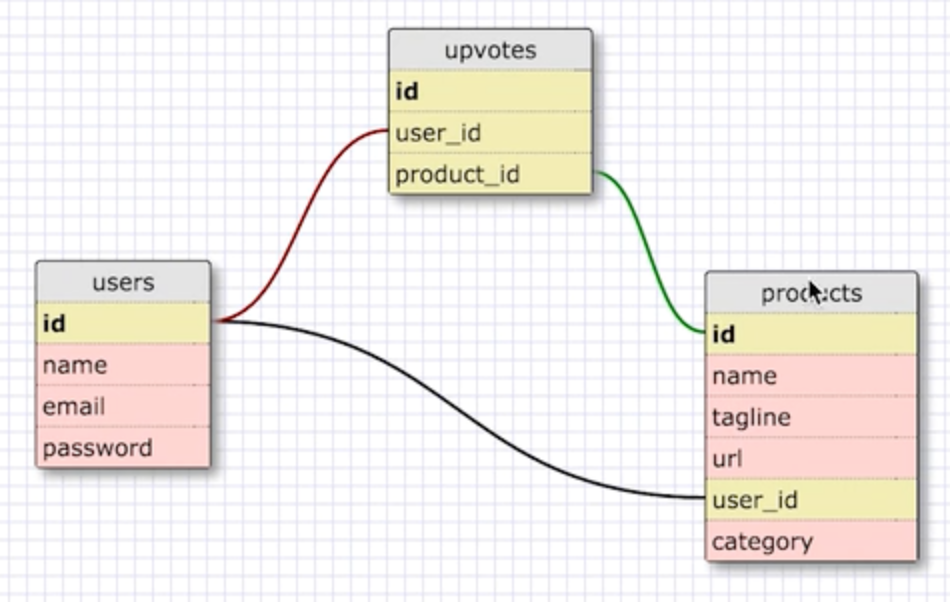 upvotes
id
user_id
product_id
users
id
name
email
password
products
id
name
tagline
url
user_id
category